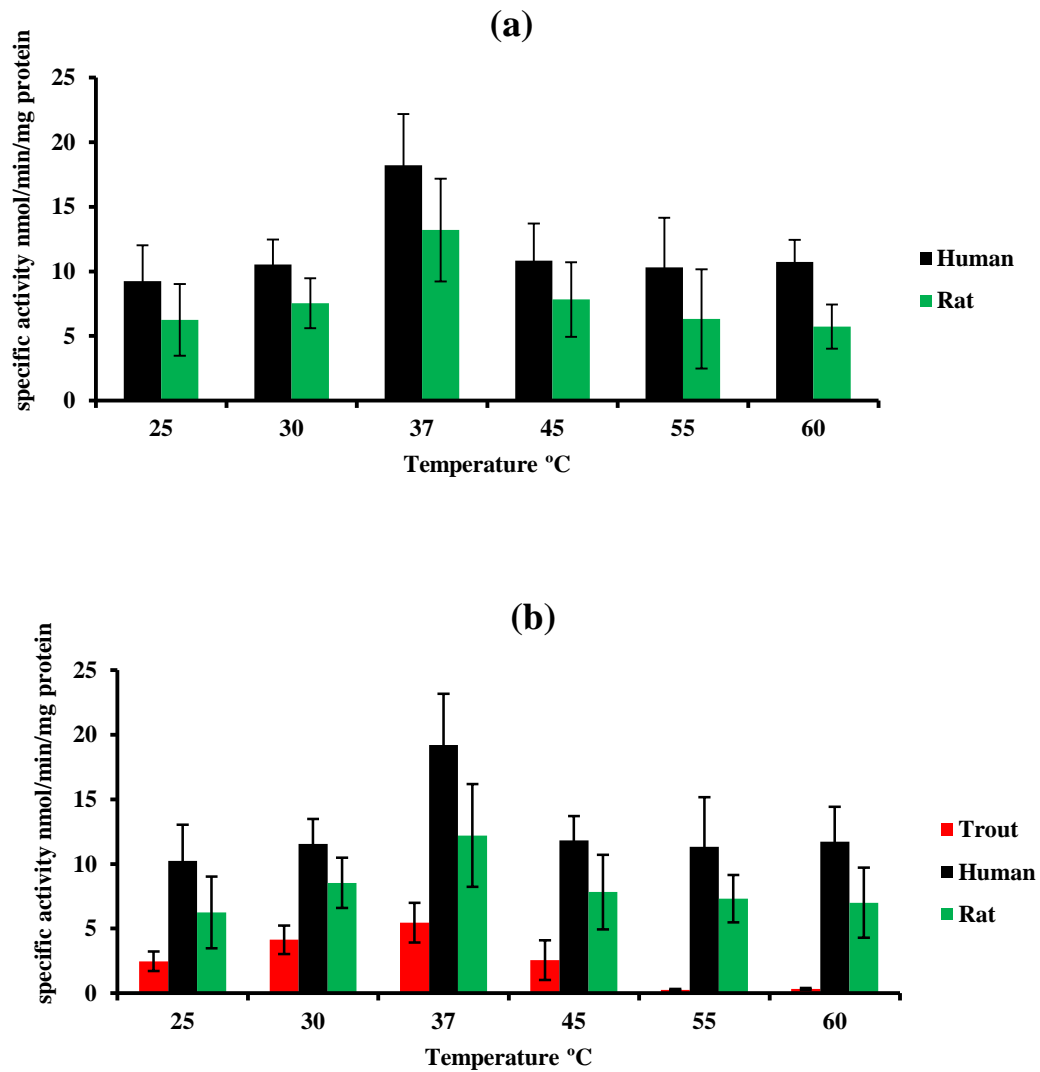 (a)
specific activity nmol/min/mg protein
25
20
15
10
5
0
25 30 37 45 55 60
Temperature ºC
Human
Rat
(b)
specific activity nmol/min/mg protein
25
20
15
10
5
0
25 30 37 45 55 60
Temperature ºC
Trout
Human
Rat